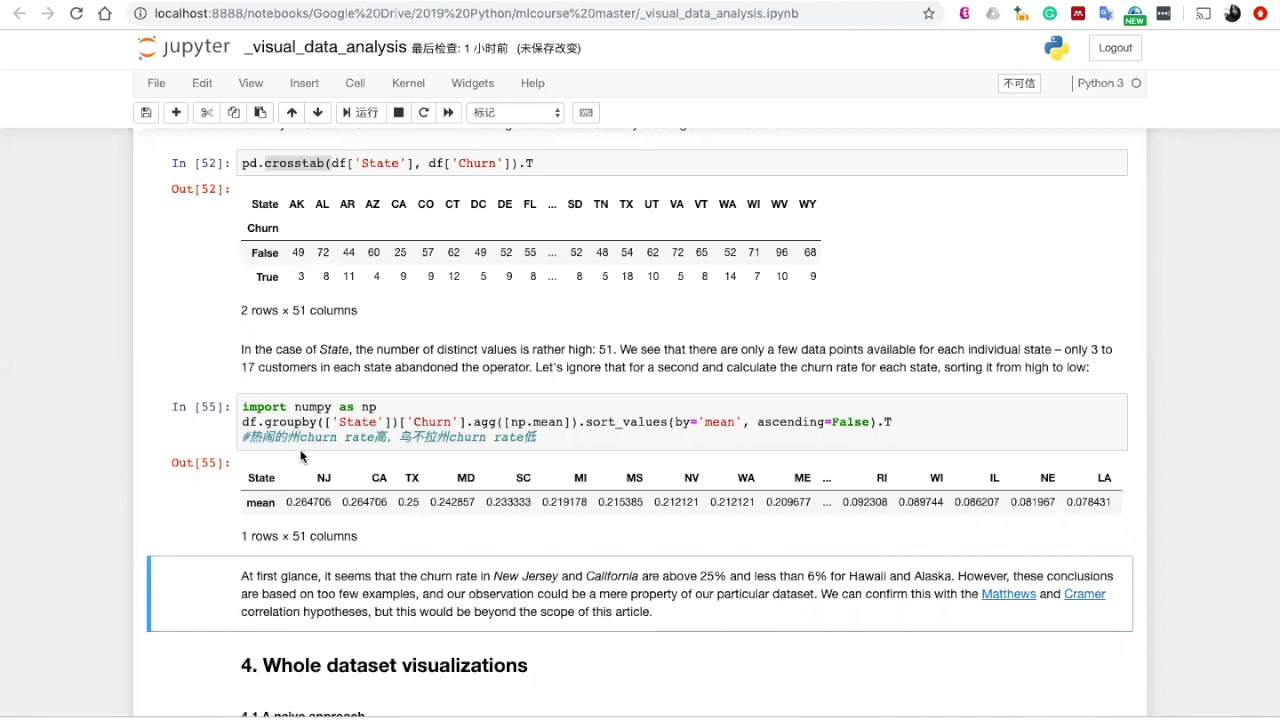 localhost:8888/notebooks/Google%20Drive/20%20Python/mlcourse%20master/_visual_data_analysis.ipynb
NEW
jupyter _visual_data_analysis 最后检查: 1 小时前 (未保存改变)
Logout
File Edit View Insert Cell Kernel Widgets Help
不可信 Python 3
运行 标记
In [52]: pd.crosstab(df['State'], df['Churn']).T
Out[52]:
State AK AL AR AZ CA CO CT DC DE FL ... SD TN TX UT VA VT WA WI WV WY
Churn
False 49 72 44 60 25 57 62 49 52 55 ... 52 48 54 62 72 65 52 71 96 68
True 3 8 11 4 9 9 12 5 9 8 ... 8 5 18 10 5 8 14 7 10 9
2 rows × 51 columns
In the case of State, the number of distinct values is rather high: 51. We see that there are only a few data points available for each individual state – only 3 to
17 customers in each state abandoned the operator. Let's ignore that for a second and calculate the churn rate for each state, sorting it from high to low:
In [55]: import numpy as np
df.groupby(['State'])['Churn'].agg([np.mean]).sort_values(by='mean', ascending=False).T
#热闹的州churn rate高，鸟不拉州churn rate低
Out[55]:
State NJ CA TX MD SC MI MS NV WA ME ... RI WI IL NE LA
mean 0.264706 0.264706 0.25 0.242857 0.233333 0.219178 0.215385 0.212121 0.212121 0.209677 ... 0.092308 0.089744 0.086207 0.081967 0.078431
1 rows × 51 columns
At first glance, it seems that the churn rate in New Jersey and California are above 25% and less than 6% for Hawaii and Alaska. However, these conclusions
are based on too few examples, and our observation could be a mere property of our particular dataset. We can confirm this with the Matthews and Cramer
correlation hypotheses, but this would be beyond the scope of this article.
4. Whole dataset visualizations
4.1 A naive approach